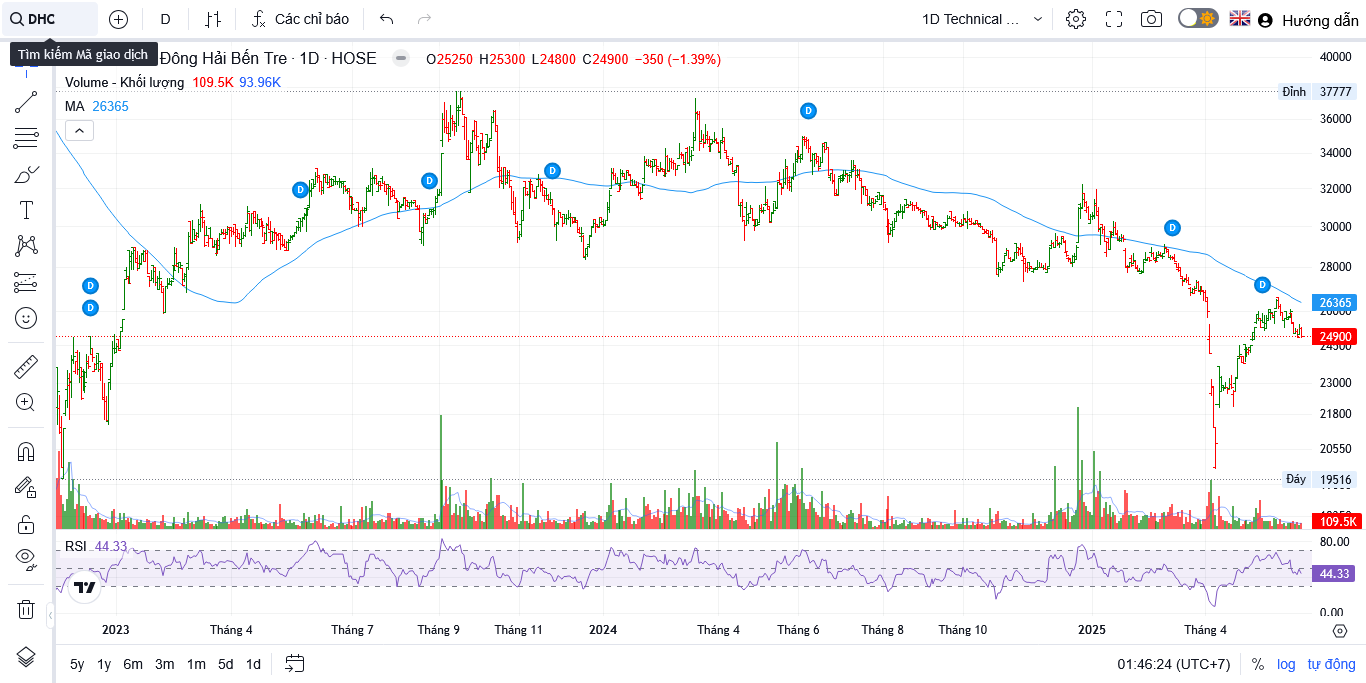 DHC D Các chỉ báo 1D Technical ... Hướng dẫn
Tìm kiếm Mã giao dịch
Đông Hải Bến Tre · 1D · HOSE O25250 H25300 L24800 C24900 −350 (−1.39%)
Volume - Khối lượng 109.5K 93.96K
MA 26365
40000
Đỉnh 37777
36000
34000
32000
30000
28000
26365
26000
24900
24500
23000
21800
20550
Đáy 19516
109.5K
D
D
D
D
D
D
D
D
RSI 44.33
80.00
44.33
0.00
2023 Tháng 4 Tháng 7 Tháng 9 Tháng 11 2024 Tháng 4 Tháng 6 Tháng 8 Tháng 10 2025 Tháng 4
5y 1y 6m 3m 1m 5d 1d 01:46:24 (UTC+7) % log tự động